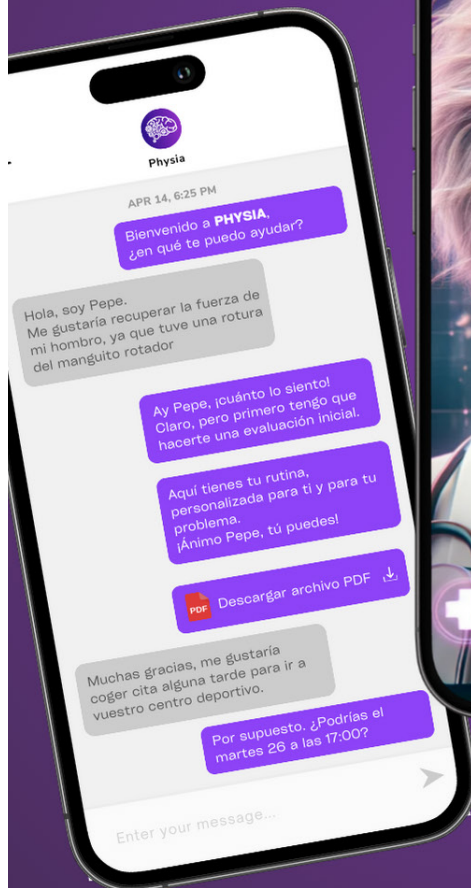 Physia
APR 14, 6:25 PM
Bienvenido a PHYSIA,
¿en qué te puedo ayudar?
Hola, soy Pepe.
Me gustaría recuperar la fuerza de
mi hombro, ya que tuve una rotura
del manguito rotador
Ay Pepe, ¡cuánto lo siento!
Claro, pero primero tengo que
hacerte una evaluación inicial.
Aquí tienes tu rutina,
personalizada para ti y para tu
problema.
¡Ánimo Pepe, tú puedes!
PDF Descargar archivo PDF
Muchas gracias, me gustaría
coger cita alguna tarde para ir a
vuestro centro deportivo.
Por supuesto. ¿Podrías el
martes 26 a las 17:00?
Enter your message...